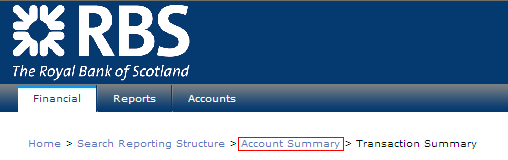 RBS
The Royal Bank of Scotland
Financial Reports Accounts
Home > Search Reporting Structure > Account Summary > Transaction Summary